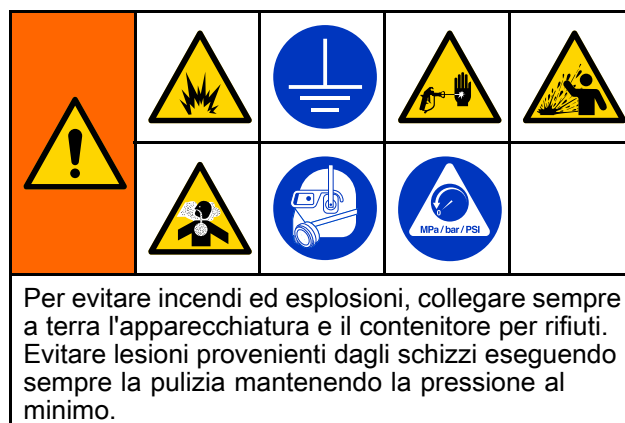 0
MPa / bar / PSI
Per evitare incendi ed esplosioni, collegare sempre
a terra l'apparecchiatura e il contenitore per rifiuti.
Evitare lesioni provenienti dagli schizzi eseguendo
sempre la pulizia mantenendo la pressione al
minimo.